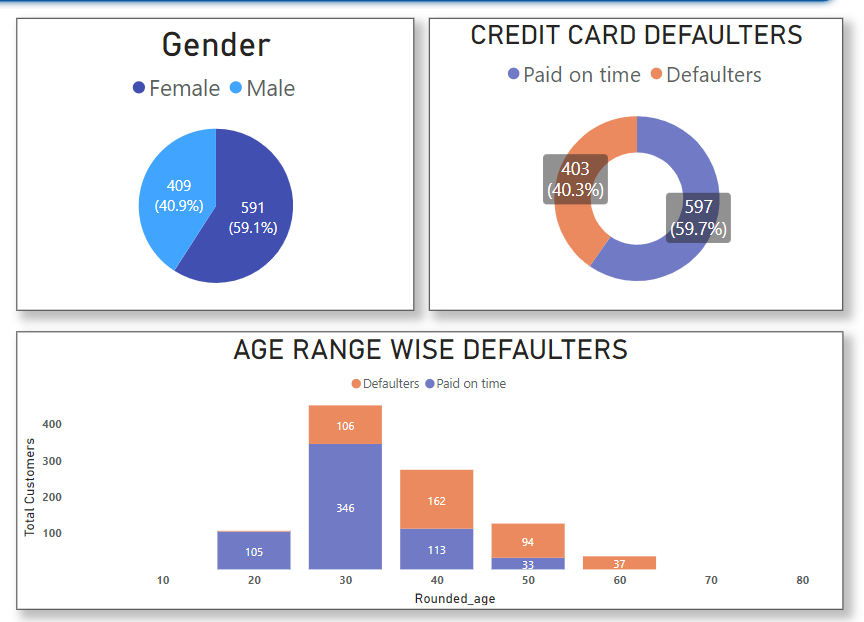 Gender
Female Male
409
(40.9%)
591
(59.1%)
CREDIT CARD DEFAULTERS
Paid on time Defaulters
403
(40.3%)
597
(59.7%)
AGE RANGE WISE DEFAULTERS
Defaulters Paid on time
Total Customers
400
300
200
100
105
106
346
162
113
94
33
37
10 20 30 40 50 60 70 80
Rounded_age